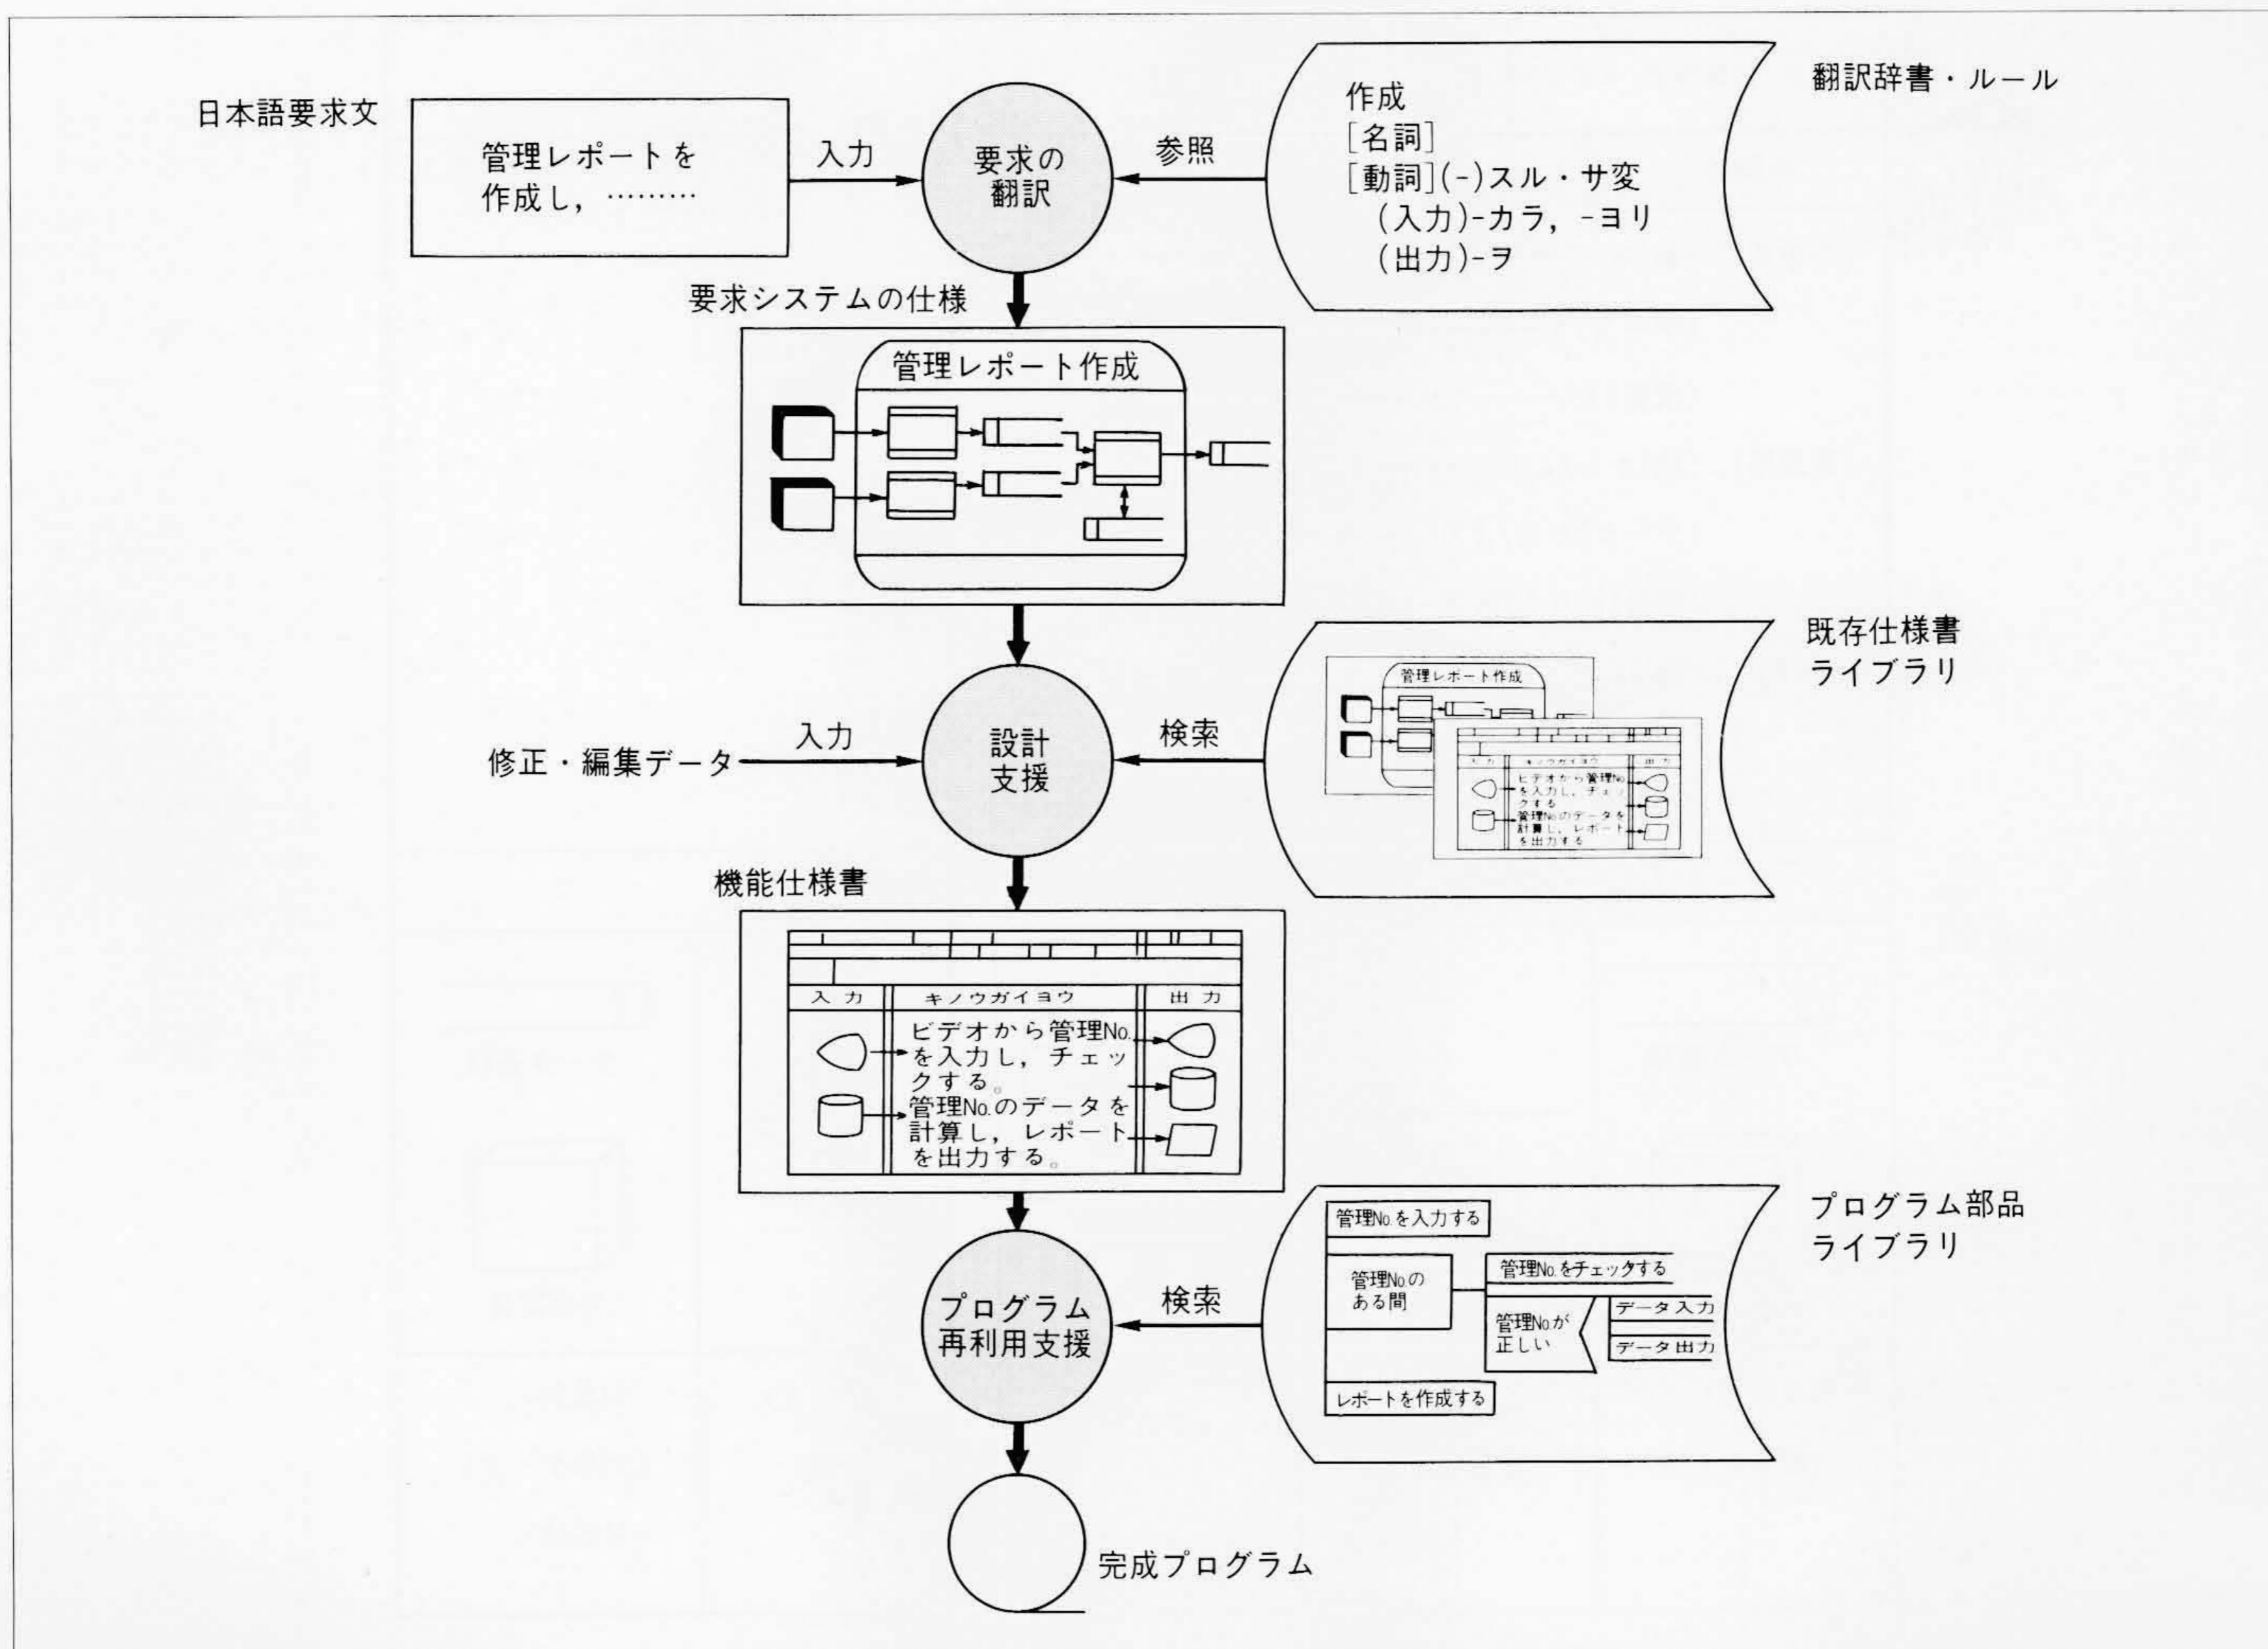 日本語要求文
管理レポートを
作成し，………
入力
要求の
翻訳
参照
作成
[名詞]
[動詞](-)スル・サ変
(入力)-カラ，-ヨリ
(出力)-ヲ
翻訳辞書・ルール
要求システムの仕様
管理レポート作成
修正・編集データ
入力
設計
支援
検索
管理レポート作成
入力
キノウガイヨウ
出力
ビデオから管理No.
を入力し，チェッ
クする
管理No.のデータを
計算し，レポート
を出力する
既存仕様書
ライブラリ
機能仕様書
入力
キノウガイヨウ
出力
ビデオから管理No.
を入力し，チェッ
クする。
管理No.のデータを
計算し，レポート
を出力する。
プログラム
再利用支援
検索
管理No.を入力する
管理No.の
ある間
管理No.をチェックする
管理No.が
正しい
データ入力
データ出力
レポートを作成する
プログラム部品
ライブラリ
完成プログラム